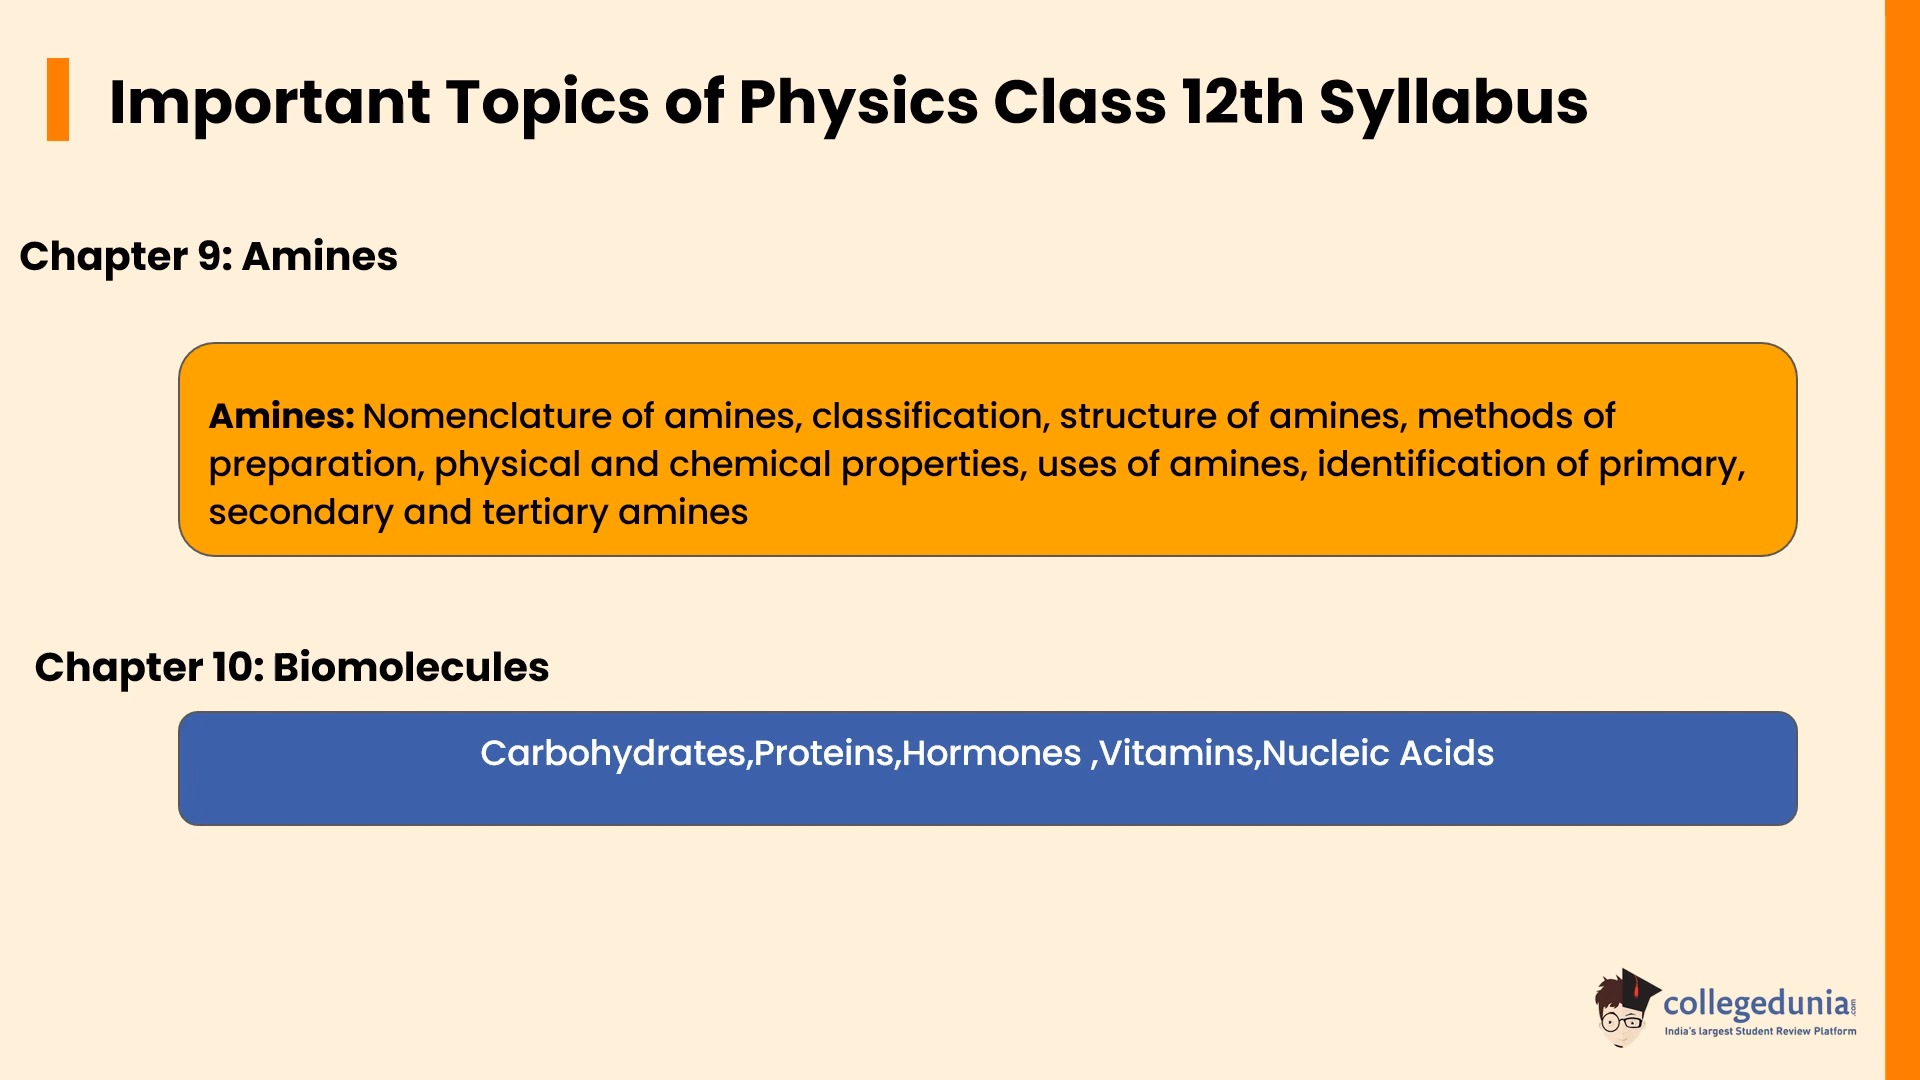 Important Topics of Physics Class 12th Syllabus
Chapter 9: Amines
Amines: Nomenclature of amines, classification, structure of amines, methods of
preparation, physical and chemical properties, uses of amines, identification of primary,
secondary and tertiary amines
Chapter 10: Biomolecules
Carbohydrates,Proteins,Hormones ,Vitamins,Nucleic Acids
collegedunia.com
India's largest Student Review Platform